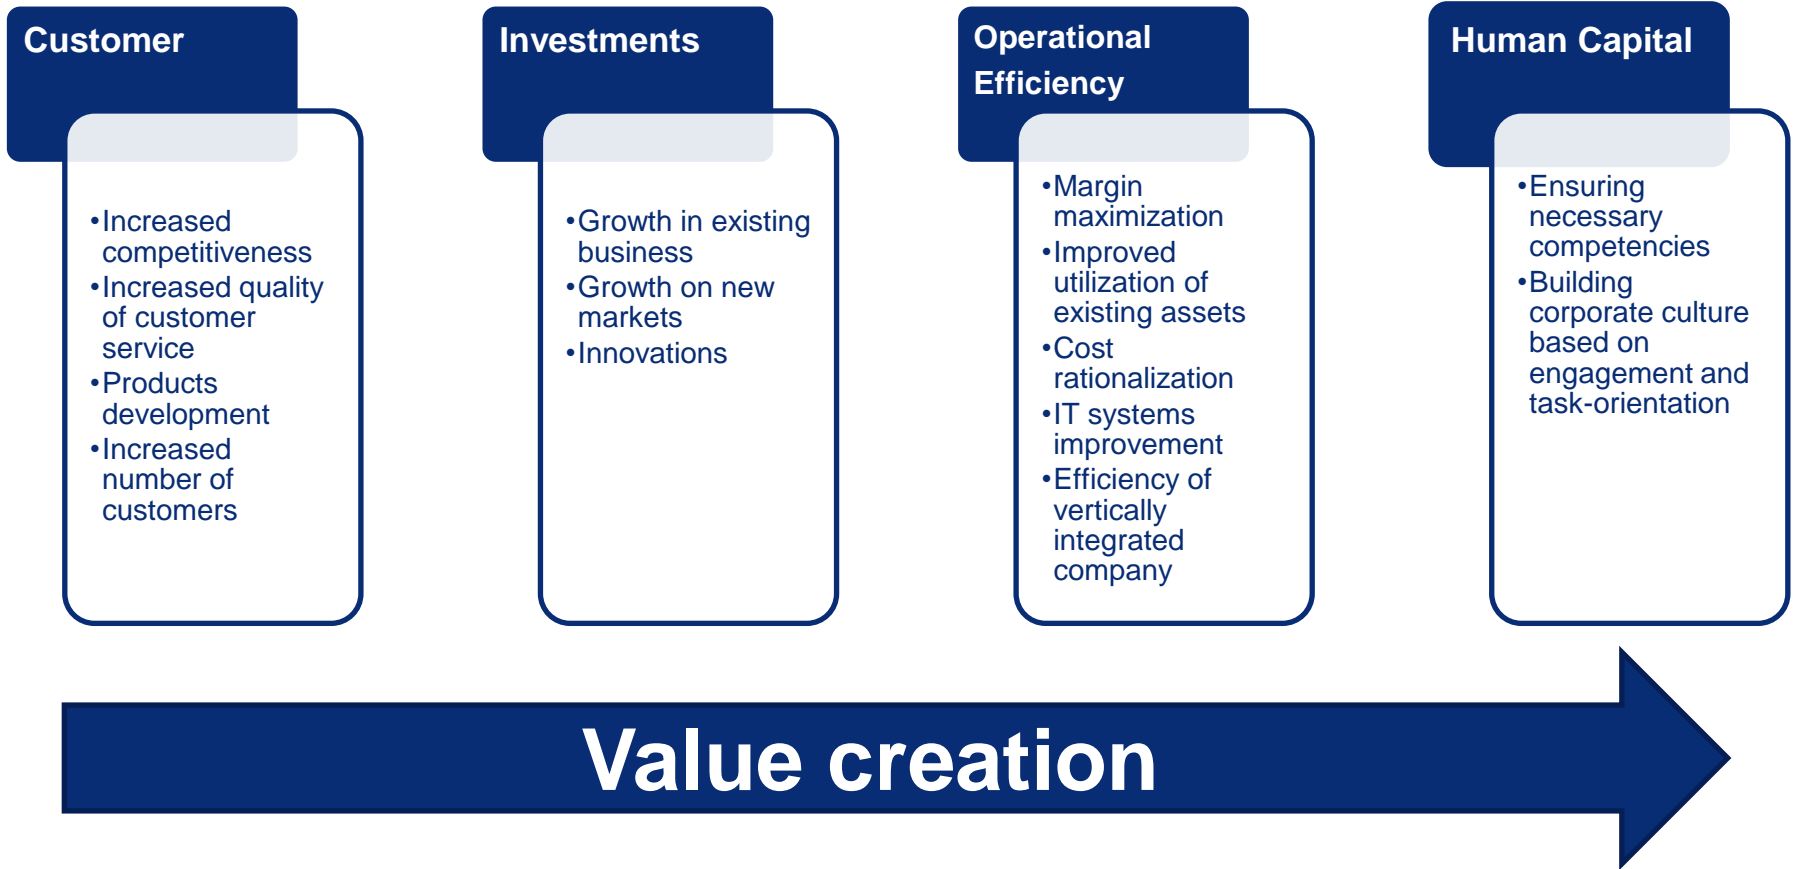 Customer
•Increased
competitiveness
•Increased quality
of customer
service
•Products
development
•Increased
number of
customers
Investments
•Growth in existing
business
•Growth on new
markets
•Innovations
Operational
Efficiency
•Margin
maximization
•Improved
utilization of
existing assets
•Cost
rationalization
•IT systems
improvement
•Efficiency of
vertically
integrated
company
Human Capital
•Ensuring
necessary
competencies
•Building
corporate culture
based on
engagement and
task-orientation
Value creation